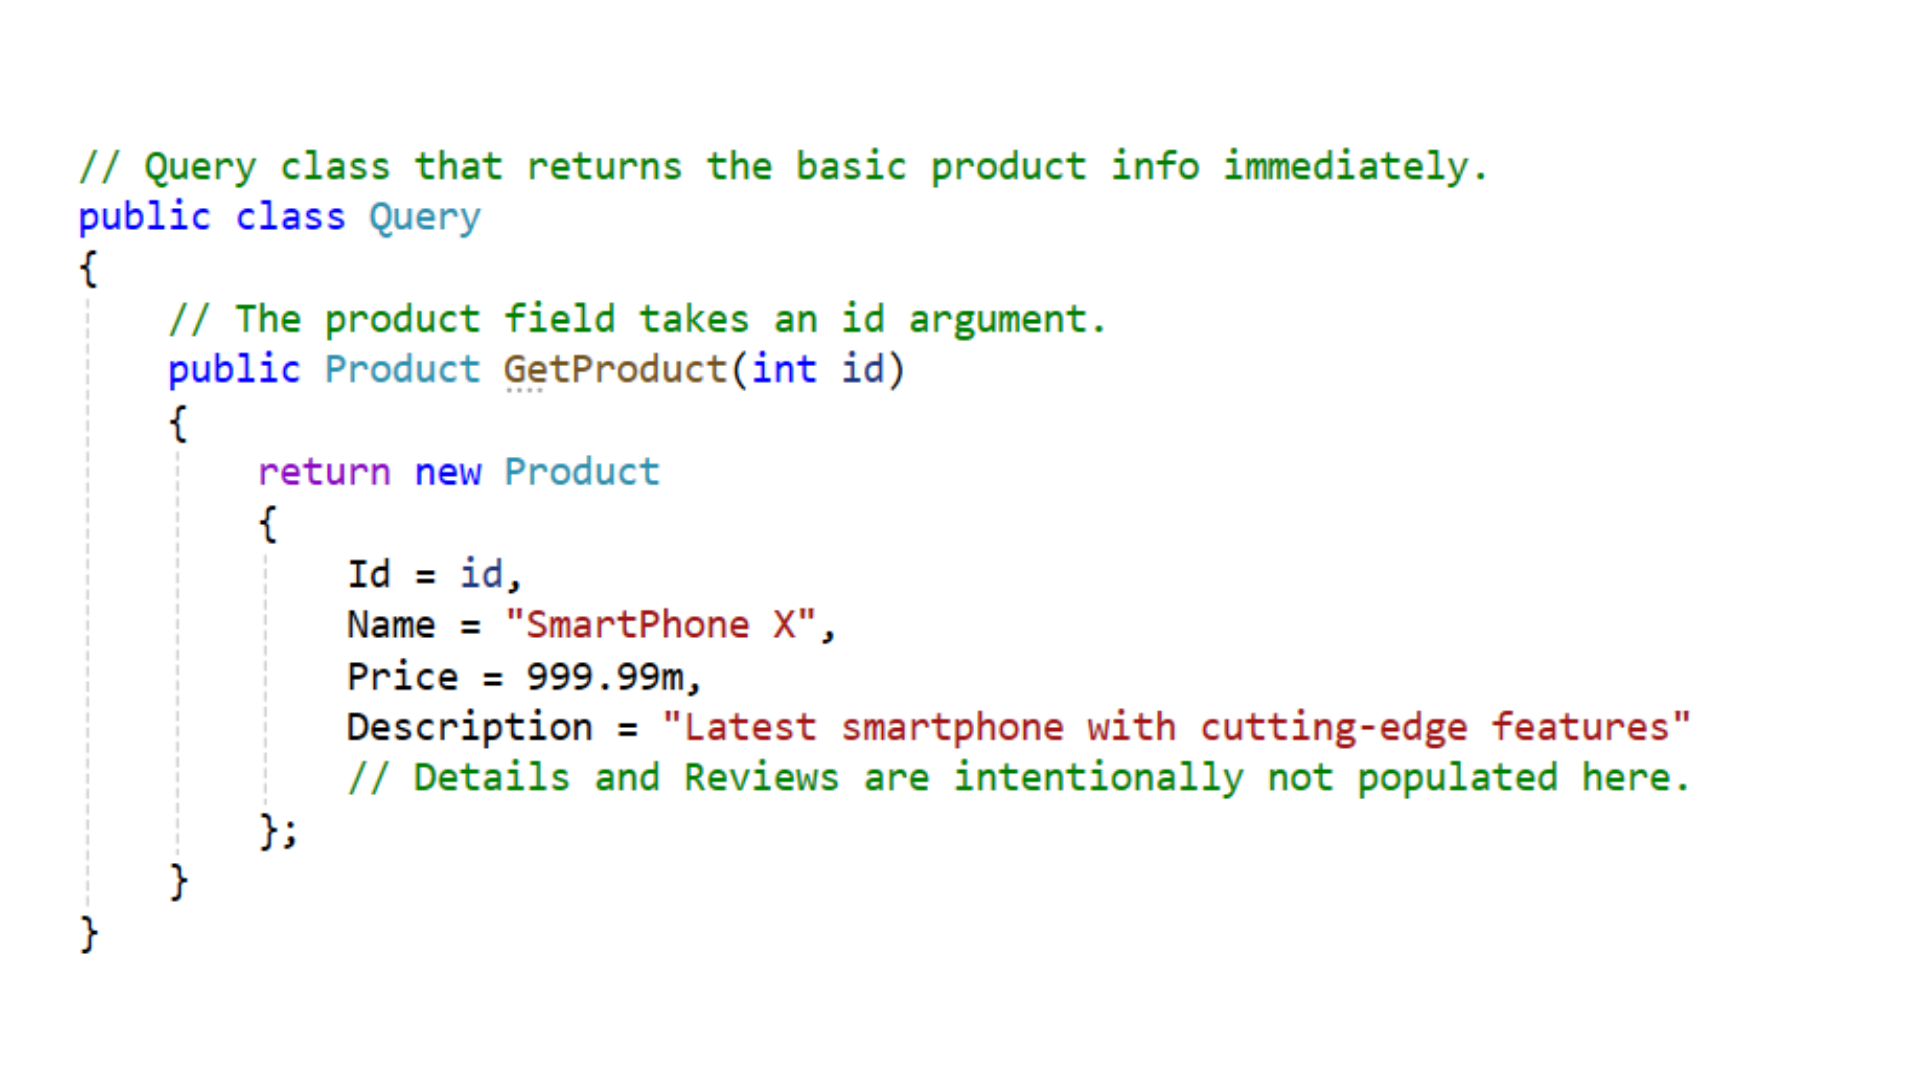 // Query class that returns the basic product info immediately.
public class Query
{
    // The product field takes an id argument.
    public Product GetProduct(int id)
    {
        return new Product
        {
            Id = id,
            Name = "SmartPhone X",
            Price = 999.99m,
            Description = "Latest smartphone with cutting-edge features"
            // Details and Reviews are intentionally not populated here.
        };
    }
}